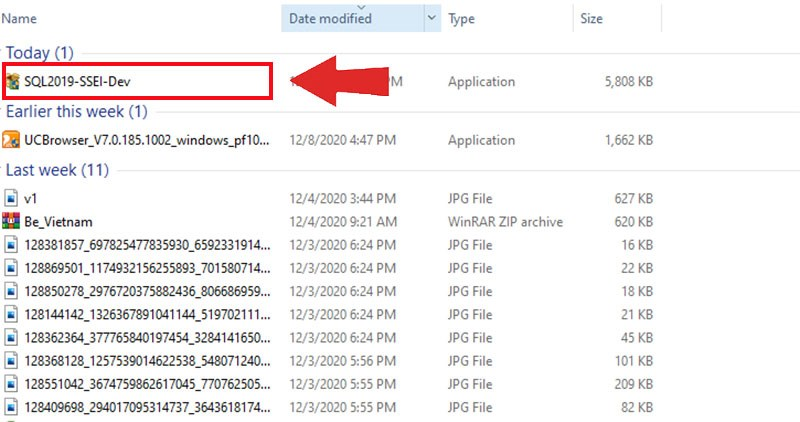 Name Date modified Type Size
Today (1)
SQL2019-SSEI-Dev PM Application 5,808 KB
Earlier this week (1)
UCBrowser_V7.0.185.1002_windows_pf10... 12/8/2020 4:47 PM Application 1,662 KB
Last week (11)
v1 12/4/2020 3:44 PM JPG File 627 KB
Be_Vietnam 12/4/2020 9:21 AM WinRAR ZIP archive 620 KB
128381857_697825477835930_6592331914... 12/3/2020 6:24 PM JPG File 16 KB
128869501_1174932156255893_701580714... 12/3/2020 6:24 PM JPG File 22 KB
128850278_2976720375882436_806686959... 12/3/2020 6:24 PM JPG File 18 KB
128144142_1326367891041144_519702111... 12/3/2020 6:24 PM JPG File 21 KB
128362364_377765840197454_3284141650... 12/3/2020 6:24 PM JPG File 45 KB
128368128_1257539014622538_548071240... 12/3/2020 5:56 PM JPG File 101 KB
128551042_3674759862617045_770762505... 12/3/2020 5:55 PM JPG File 209 KB
128409698_294017095314737_3643618174... 12/3/2020 5:55 PM JPG File 82 KB